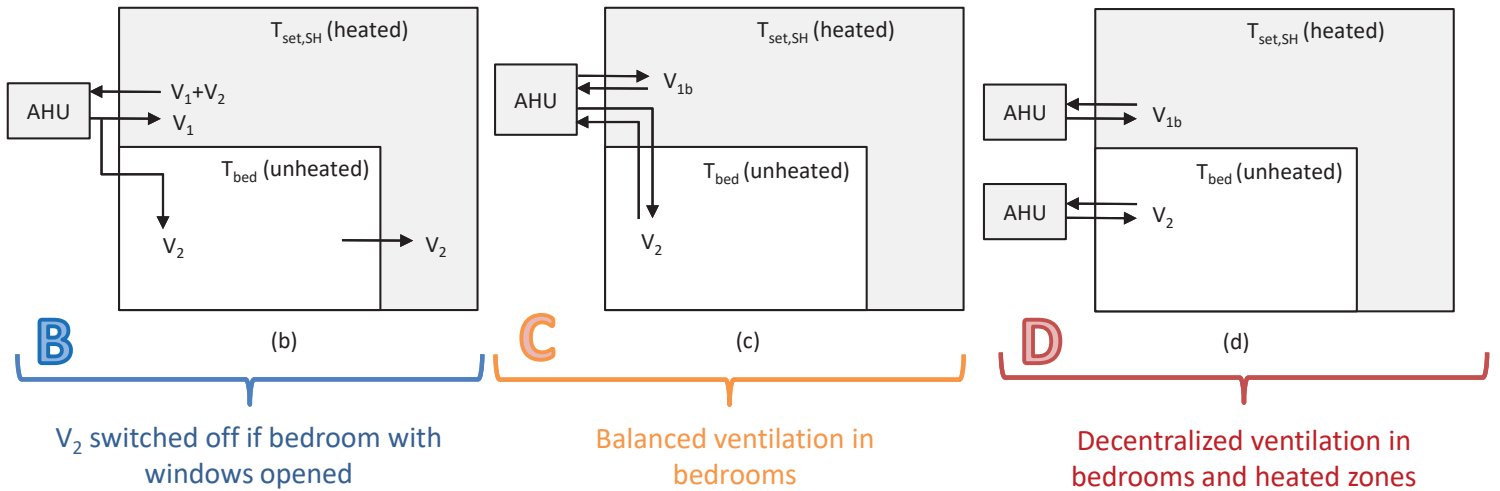 T_set,SH (heated)
AHU
V_1+V_2
V_1
T_bed (unheated)
V_2
V_2
B
(b)
V_2 switched off if bedroom with
windows opened
T_set,SH (heated)
AHU
V_1b
T_bed (unheated)
V_2
C
(c)
Balanced ventilation in
bedrooms
T_set,SH (heated)
AHU
V_1b
T_bed (unheated)
AHU
V_2
D
(d)
Decentralized ventilation in
bedrooms and heated zones